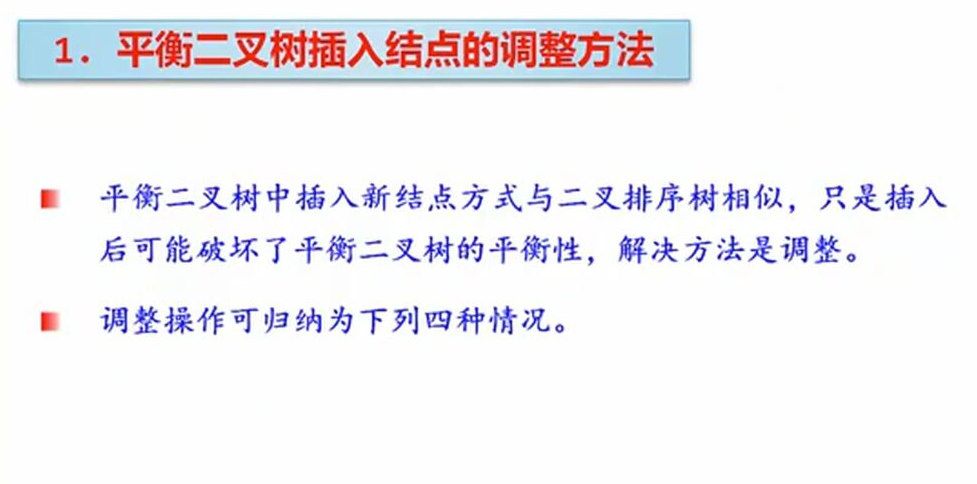 1. 平衡二叉树插入结点的调整方法
平衡二叉树中插入新结点方式与二叉排序树相似，只是插入
后可能破坏了平衡二叉树的平衡性，解决方法是调整。
调整操作可归纳为下列四种情况。